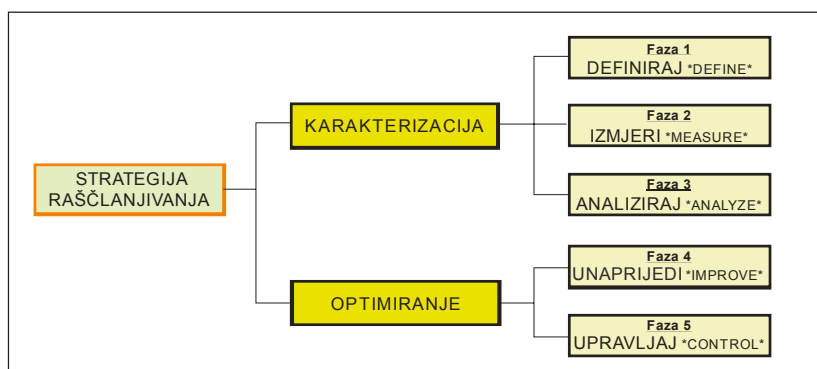 STRATEGIJA
RAŠČLANJIVANJA
KARAKTERIZACIJA
Faza 1
DEFINIRAJ *DEFINE*
Faza 2
IZMJERI *MEASURE*
Faza 3
ANALIZIRAJ *ANALYZE*
OPTIMIRANJE
Faza 4
UNAPRIJEDI *IMPROVE*
Faza 5
UPRAVLJAJ *CONTROL*